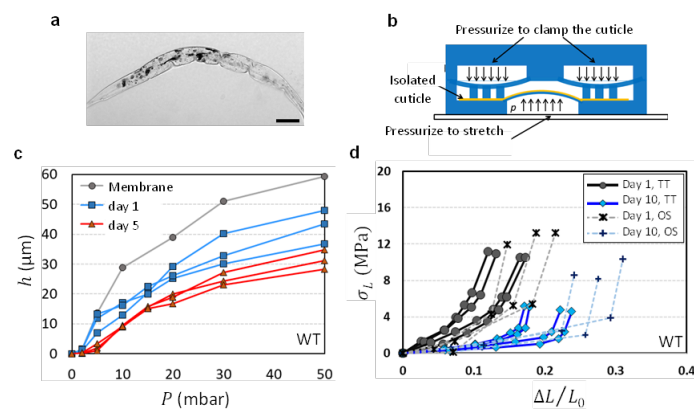 a
b
Pressurize to clamp the cuticle
Isolated
cuticle
p
Pressurize to stretch
c
60
50
40
30
20
10
0
h (µm)
Membrane
day 1
day 5
WT
0 10 20 30 40 50
P (mbar)
d
20
16
12
8
4
0
σL (MPa)
Day 1, TT
Day 10, TT
Day 1, OS
Day 10, OS
WT
0 0.1 0.2 0.3 0.4
ΔL/L0